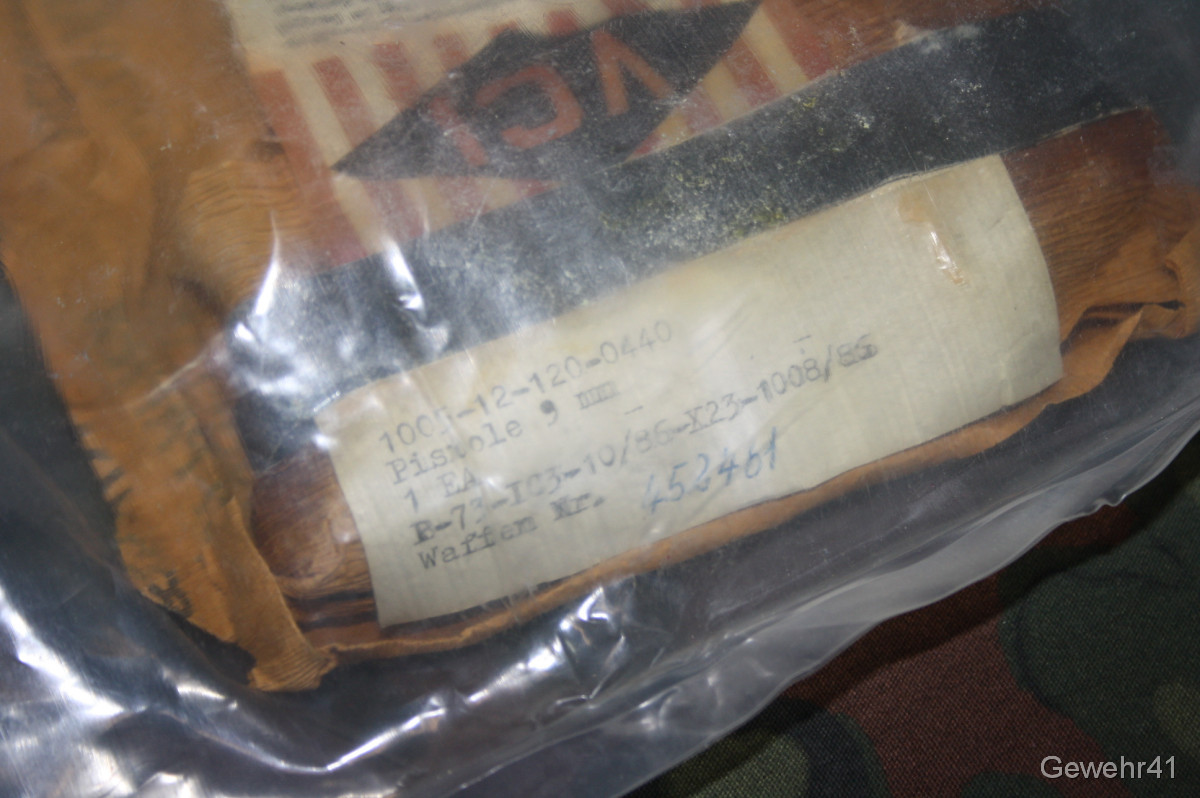 VCI
1005-12-120-0440
Pistole 9 mm
1 EA
B-73-IC3-10/86-X23-1008/86
Waffen Nr. 452461
Gewehr41